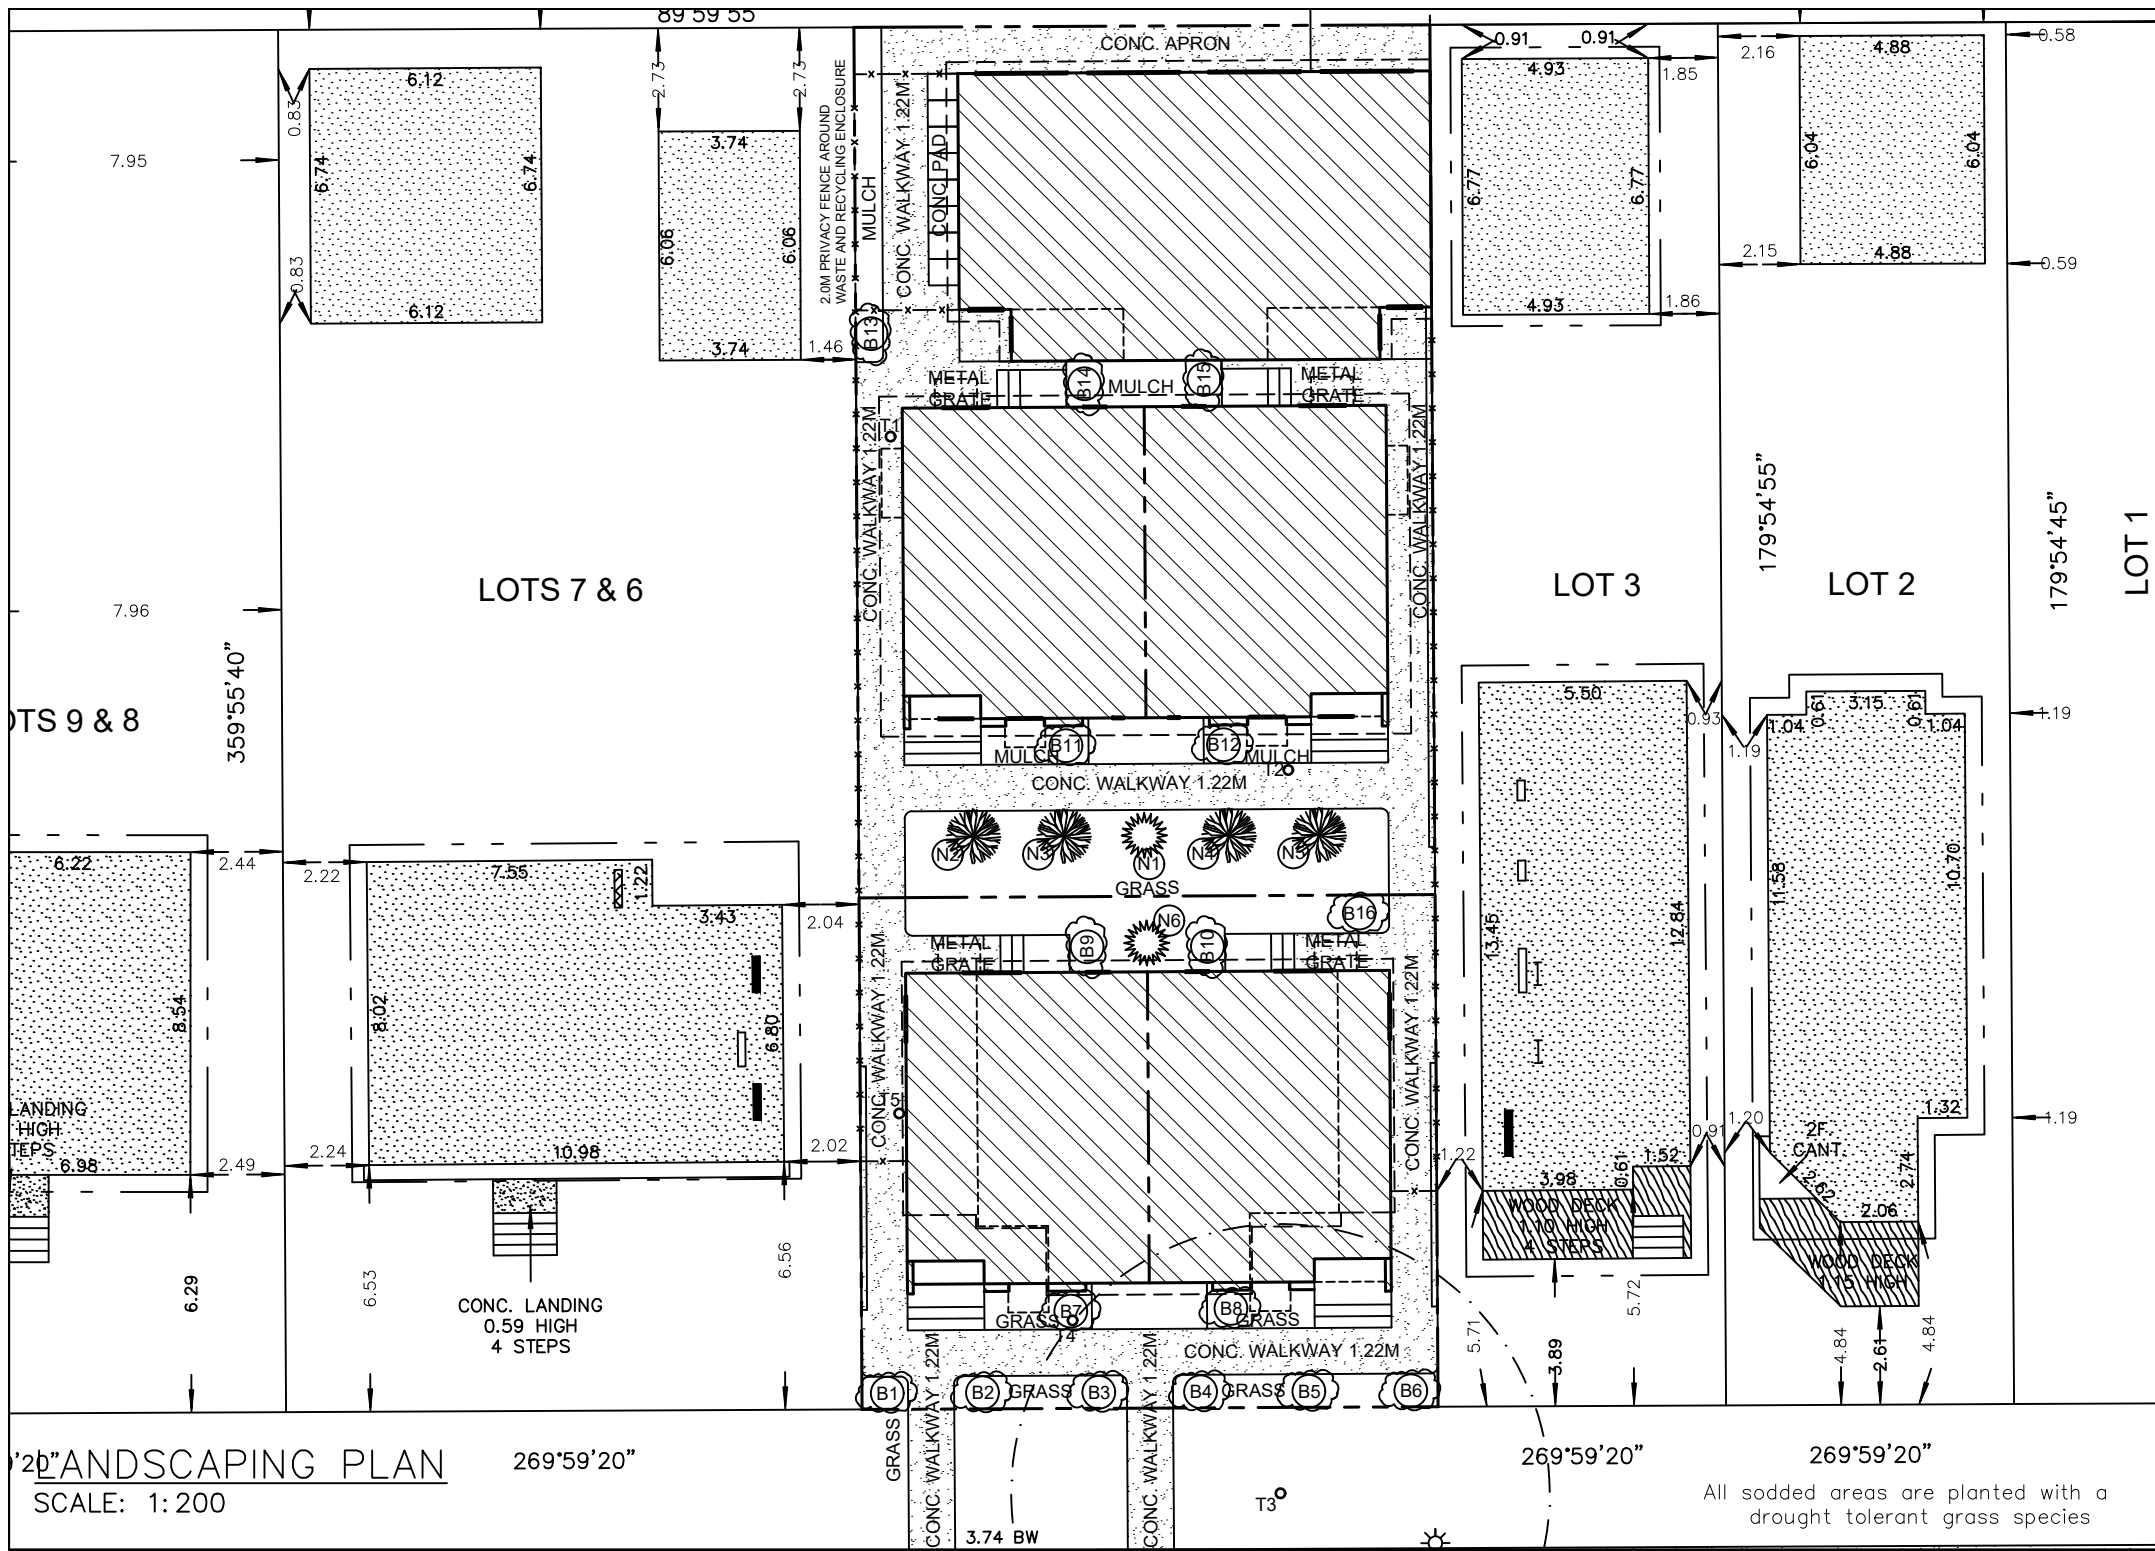 89 59 55
CONC. APRON
0.91
0.91
4.93
1.85
2.16
4.88
0.58
6.12
0.83
2.73
2.73
2.0M PRIVACY FENCE AROUND
WASTE AND RECYCLING ENCLOSURE
MULCH
CONC. WALKWAY 1.22M
CONC. PAD
7.95
6.74
6.74
3.74
6.06
6.06
6.77
6.77
6.04
6.04
0.83
6.12
3.74
1.46
B13
4.93
1.86
2.15
4.88
0.59
METAL
GRATE
B14
MULCH
B15
METAL
GRATE
T1
CONC. WALKWAY 1.22M
CONC. WALKWAY 1.22M
179°54'55"
179°54'45"
LOT 1
LOTS 7 & 6
LOT 3
LOT 2
7.96
359°55'40"
OTS 9 & 8
5.50
0.93
1.19
1.04
0.61
3.15
0.61
1.04
1.19
B11
B12
MULCH
MULCH
T2
CONC. WALKWAY 1.22M
N2
N3
N1
N4
N5
GRASS
N6
B16
6.22
2.44
2.22
7.55
1.22
3.43
2.04
METAL
GRATE
B9
B10
METAL
GRATE
13.45
12.84
11.58
10.70
8.54
8.02
6.80
CONC. WALKWAY 1.22M
CONC. WALKWAY 1.22M
T5
LANDING
HIGH
TEPS
6.98
2.49
2.24
10.98
2.02
1.22
3.98
0.61
1.52
0.91
1.20
2F
CANT
1.32
1.19
2.62
2.74
2.06
WOOD DECK
1.10 HIGH
4 STEPS
WOOD DECK
1.15 HIGH
6.29
6.53
CONC. LANDING
0.59 HIGH
4 STEPS
6.56
B7
B8
GRASS
GRASS
T4
CONC. WALKWAY 1.22M
5.71
3.89
5.72
4.84
2.61
4.84
B1
B2
GRASS
B3
B4
GRASS
B5
B6
GRASS
CONC. WALKWAY 1.22M
CONC. WALKWAY 1.22M
'20"
LANDSCAPING PLAN
269°59'20"
269°59'20"
269°59'20"
SCALE: 1:200
T3
3.74 BW
All sodded areas are planted with a
drought tolerant grass species